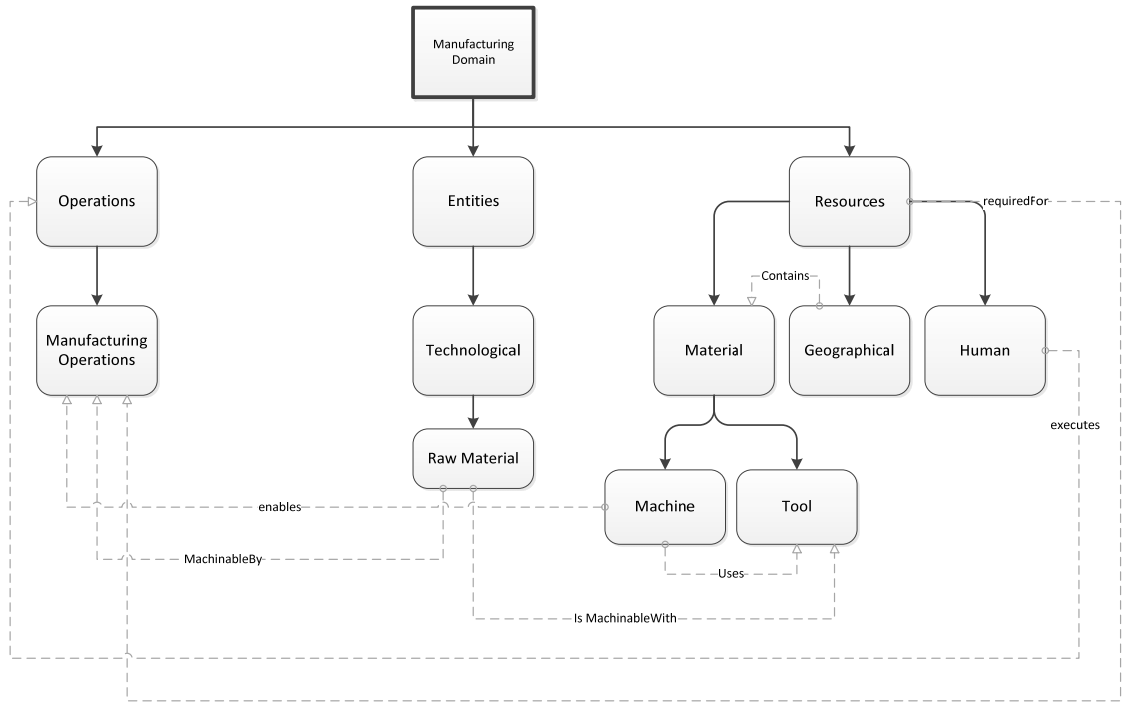 Manufacturing
Domain
Operations
Entities
Resources
requiredFor
Contains
Manufacturing
Operations
Technological
Material
Geographical
Human
executes
Raw Material
Machine
Tool
enables
MachinableBy
Uses
Is MachinableWith